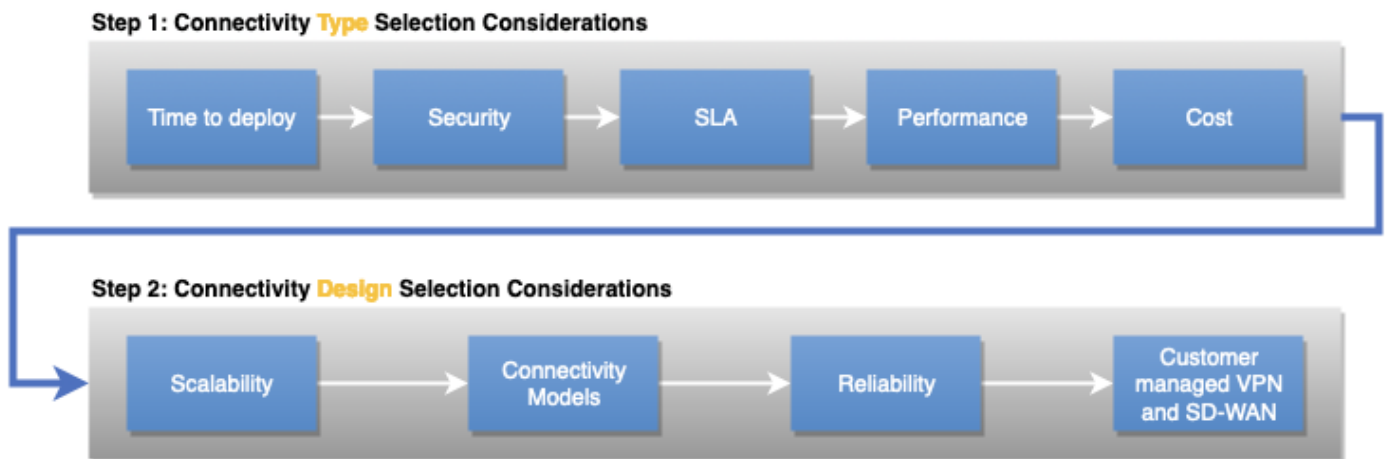 Step 1: Connectivity Type Selection Considerations
Time to deploy
Security
SLA
Performance
Cost
Step 2: Connectivity Design Selection Considerations
Scalability
Connectivity
Models
Reliability
Customer
managed VPN
and SD-WAN